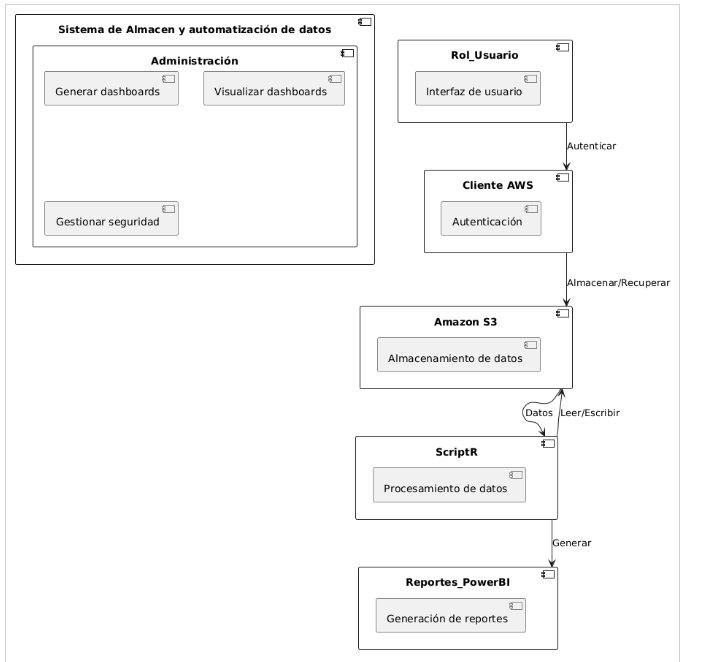 Sistema de Almacen y automatización de datos
Administración
Generar dashboards
Visualizar dashboards
Gestionar seguridad
Rol_Usuario
Interfaz de usuario
Autenticar
Cliente AWS
Autenticación
Almacenar/Recuperar
Amazon S3
Almacenamiento de datos
Datos
Leer/Escribir
ScriptR
Procesamiento de datos
Generar
Reportes_PowerBI
Generación de reportes